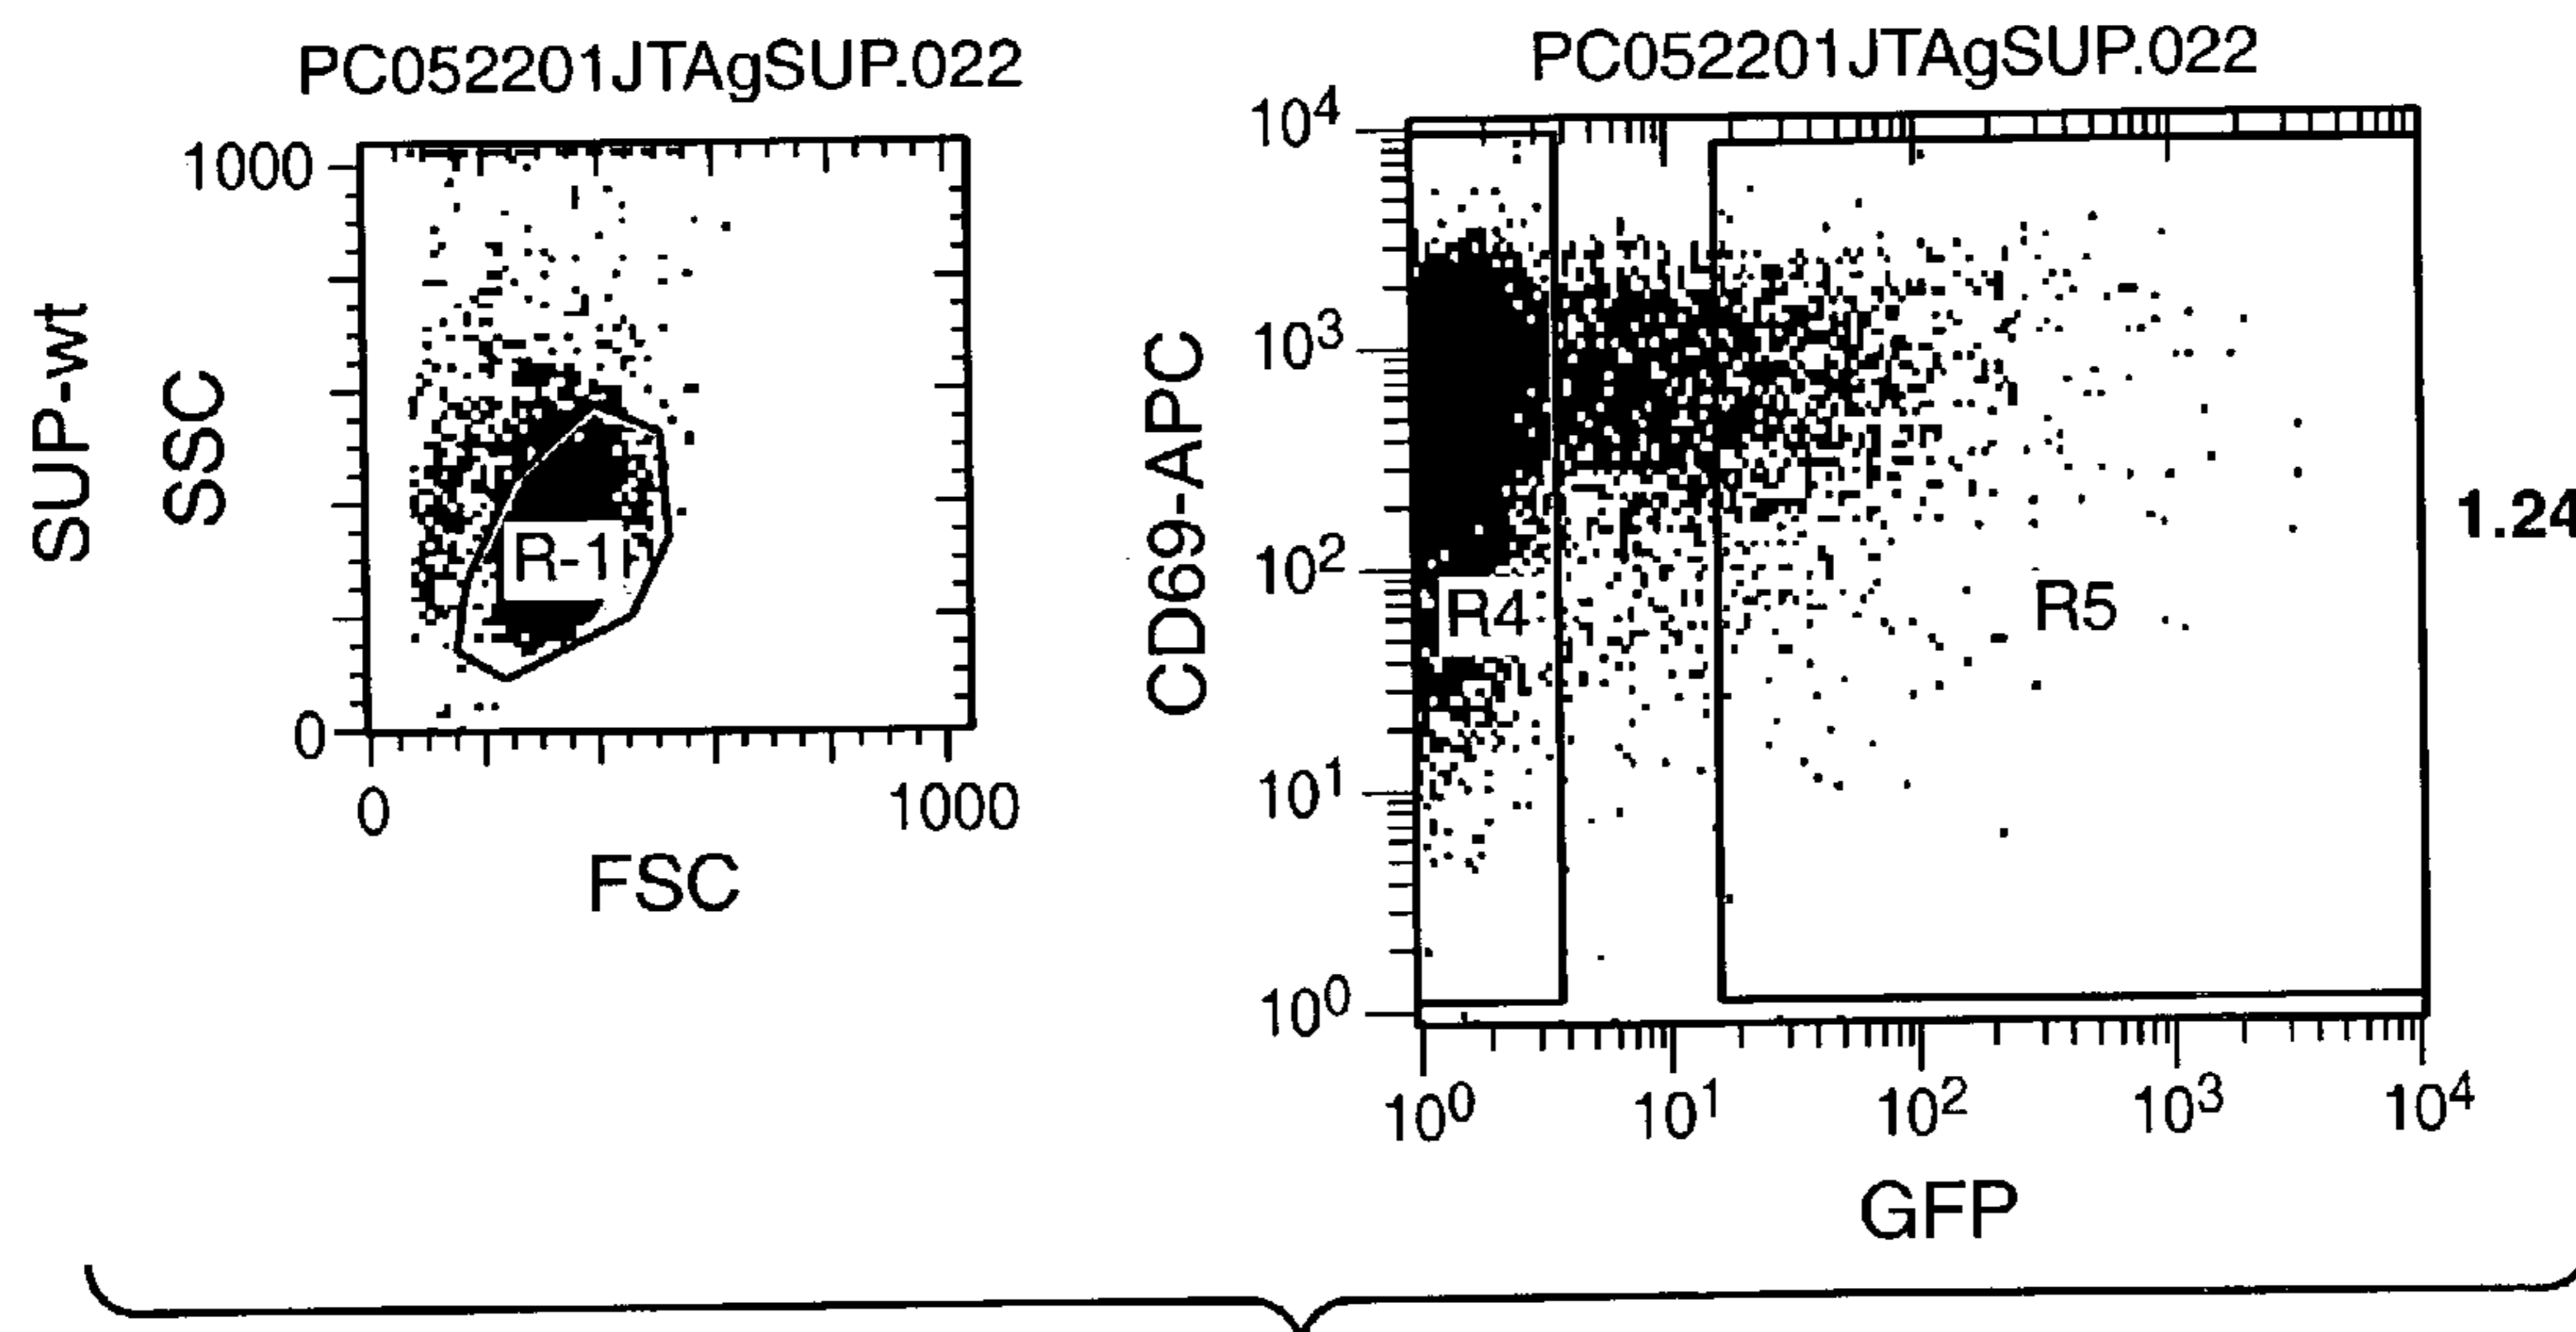 PC052201JTAgSUP.022
SUP-wt
SSC
1000
0
R-1
0
1000
FSC
PC052201JTAgSUP.022
CD69-APC
10⁴
10³
10²
10¹
10⁰
R4
R5
10⁰ 10¹ 10² 10³ 10⁴
GFP
1.24